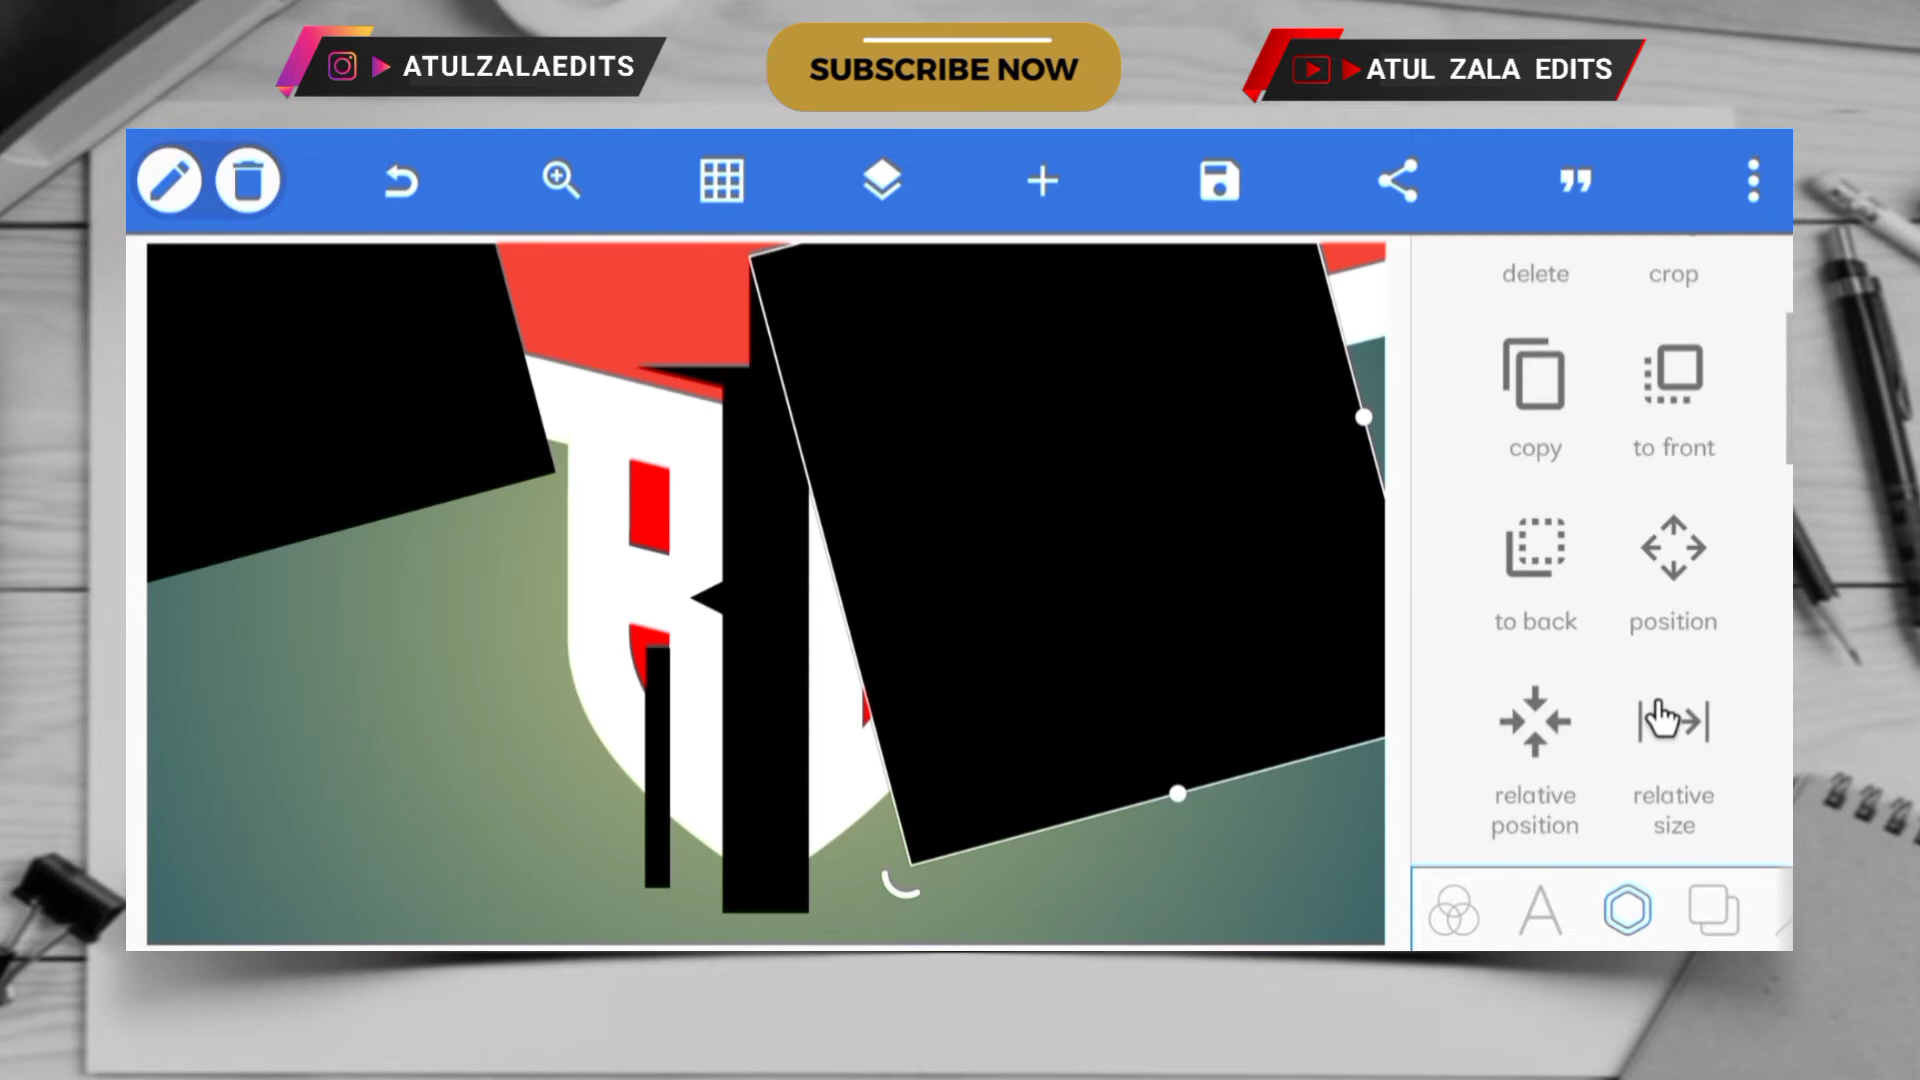 ATULZALAEDITS
SUBSCRIBE NOW
ATUL ZALA EDITS
delete
crop
copy
to front
to back
position
relative
position
relative
size